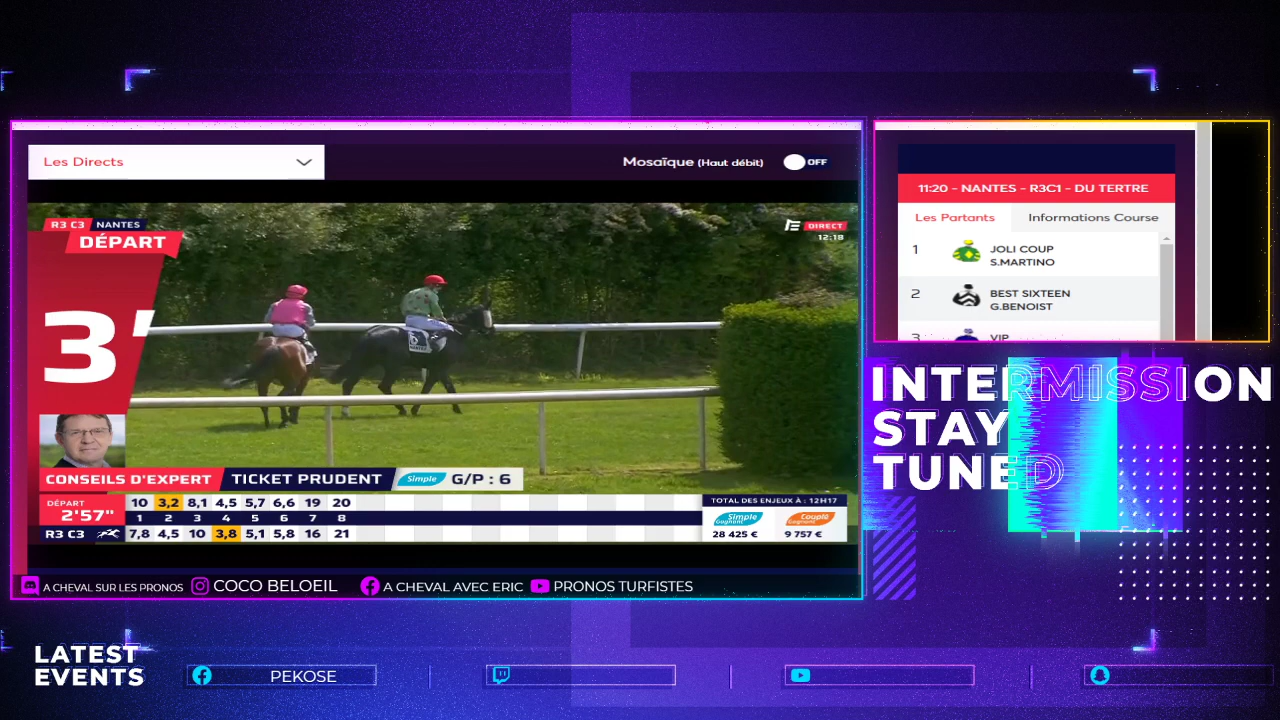 Les Directs
Mosaïque (Haut débit)
OFF
R3 C3 NANTES
DÉPART
3'
DIRECT
12:18
CONSEILS D'EXPERT TICKET PRUDENT Simple G/P : 6
DÉPART
2'57"
10 3,2 8,1 4,5 5,7 6,6 19 20
1 2 3 4 5 6 7 8
R3 C3 7,8 4,5 10 3,8 5,1 5,8 16 21
TOTAL DES ENJEUX À : 12H17
Simple Gagnant Couplé Gagnant
28 425 € 9 757 €
A CHEVAL SUR LES PRONOS COCO BELOEIL A CHEVAL AVEC ERIC PRONOS TURFISTES
11:20 - NANTES - R3C1 - DU TERTRE
Les Partants Informations Course
1 JOLI COUP
S.MARTINO
2 BEST SIXTEEN
G.BENOIST
3 VIP
INTERMISSION
STAY
TUNED
LATEST
EVENTS
PEKOSE